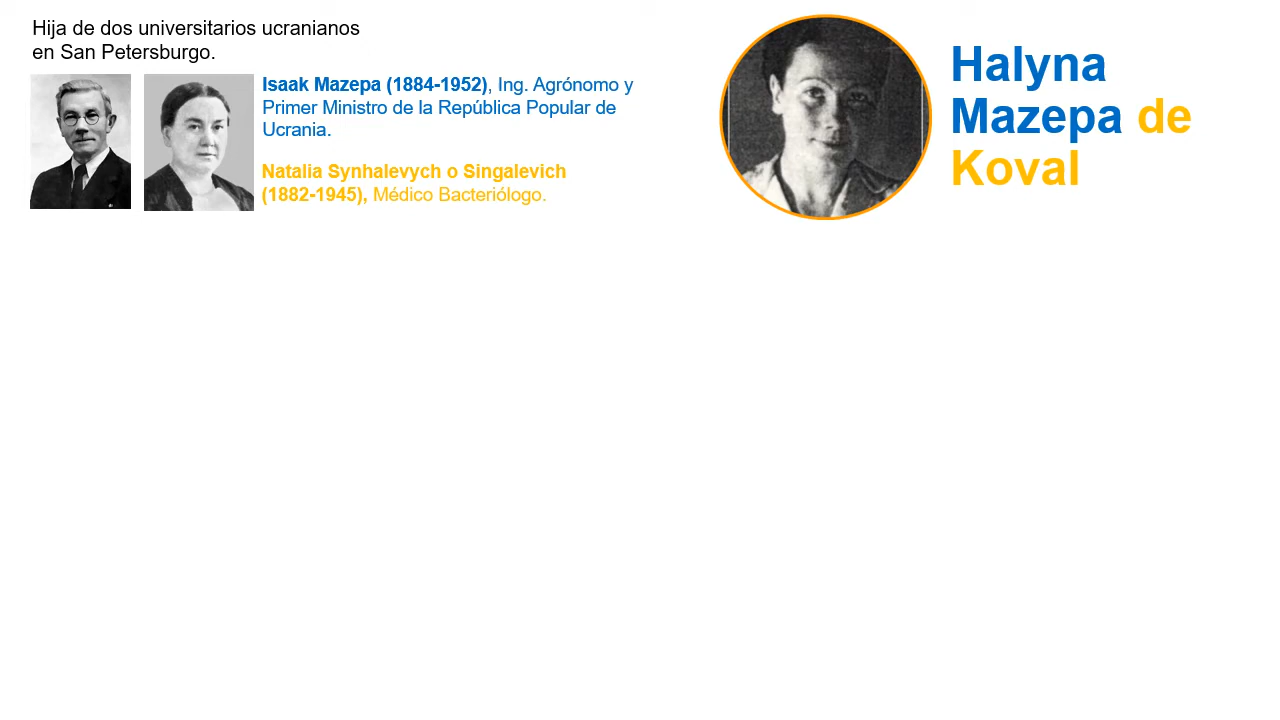 Hija de dos universitarios ucranianos
en San Petersburgo.
Isaak Mazepa (1884-1952), Ing. Agrónomo y
Primer Ministro de la República Popular de
Ucrania.
Natalia Synhalevych o Singalevich
(1882-1945), Médico Bacteriólogo.
Halyna
Mazepa de
Koval